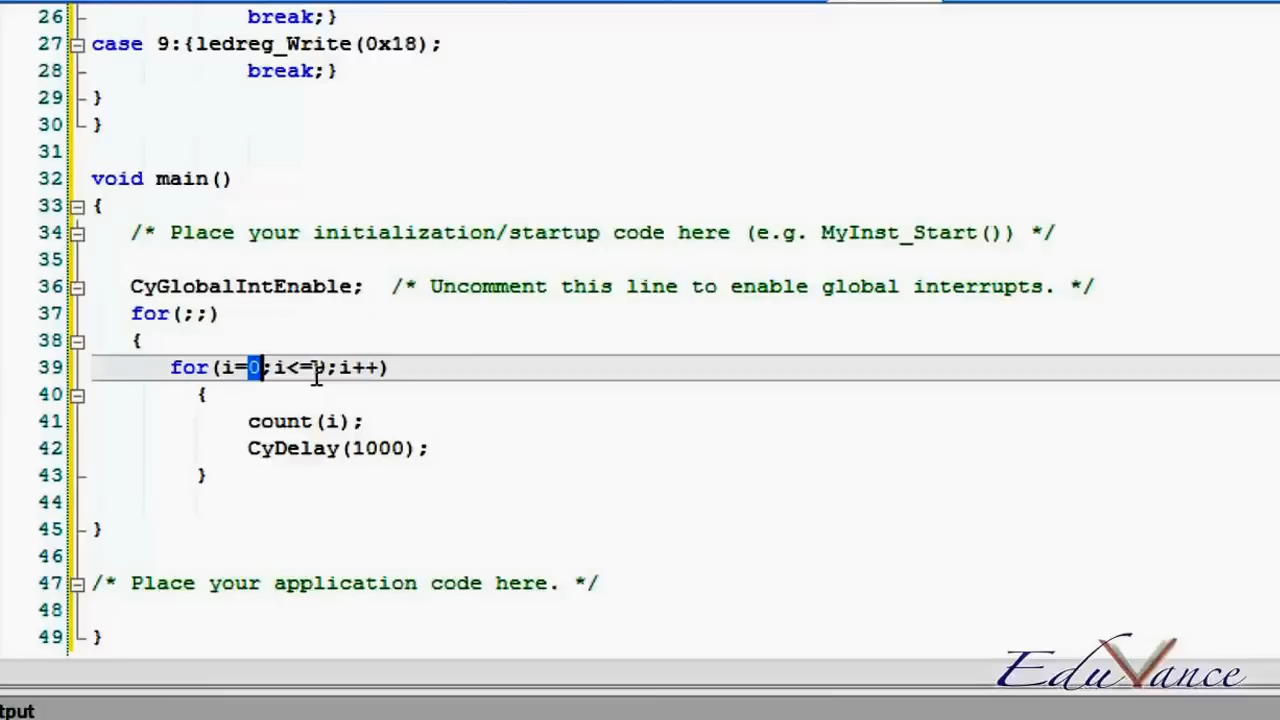 26 break;}
27 case 9:{ledreg_Write(0x18);
28 break;}
29 }
30 }
31
32 void main()
33 {
34 /* Place your initialization/startup code here (e.g. MyInst_Start()) */
35
36 CyGlobalIntEnable; /* Uncomment this line to enable global interrupts. */
37 for(;;)
38 {
39 for(i=0;i<=9;i++)
40 {
41 count(i);
42 CyDelay(1000);
43 }
44
45 }
46
47 /* Place your application code here. */
48
49 }
EduVance
tput